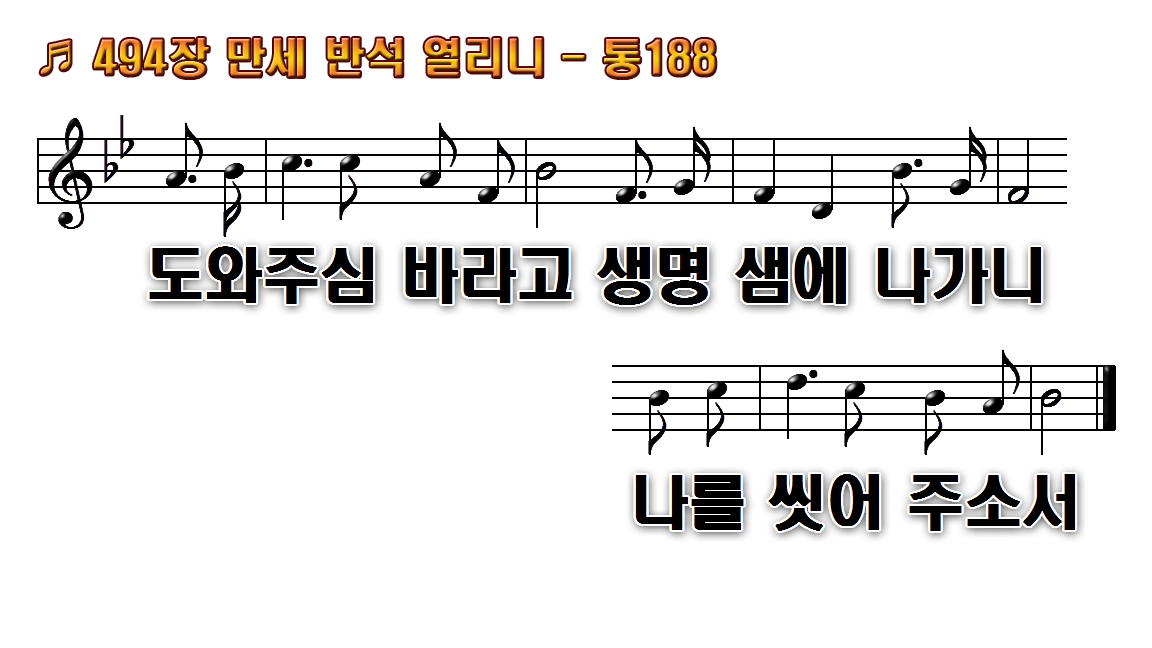 494장 만세 반석 열리니 - 통188
도와주심 바라고 생명 샘에 나가니
나를 씻어 주소서